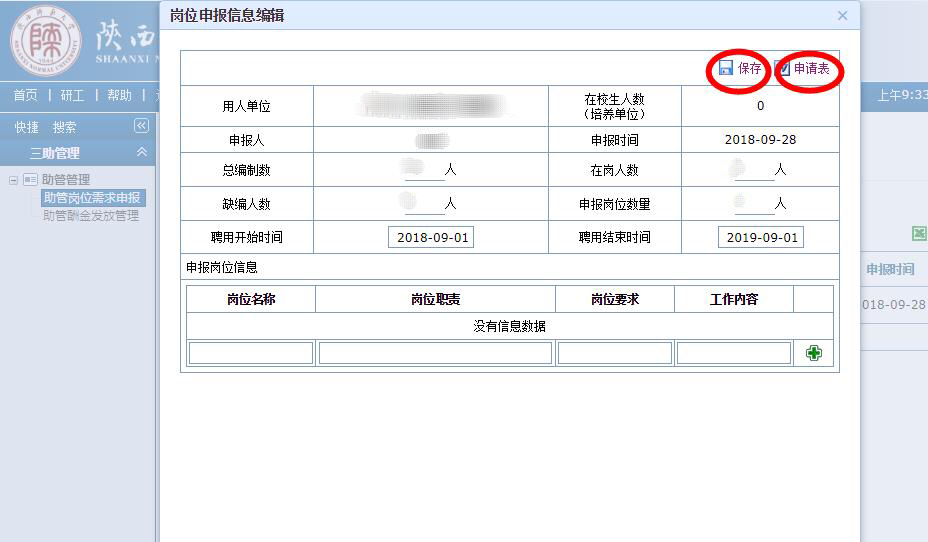 岗位申报信息编辑
陕西
SHAANXI N
保存 申请表
首页 | 研工 | 帮助 |
上午9:33
用人单位 在校生人数
(培养单位) 0
快捷 搜索
申报人 申报时间 2018-09-28
三助管理
总编制数 人 在岗人数 人
助管管理
助管岗位需求申报
缺编人数 人 申报岗位数量 人
助管酬金发放管理
聘用开始时间 2018-09-01 聘用结束时间 2019-09-01
申报岗位信息
申报时间
岗位名称 岗位职责 岗位要求 工作内容
018-09-28
没有信息数据